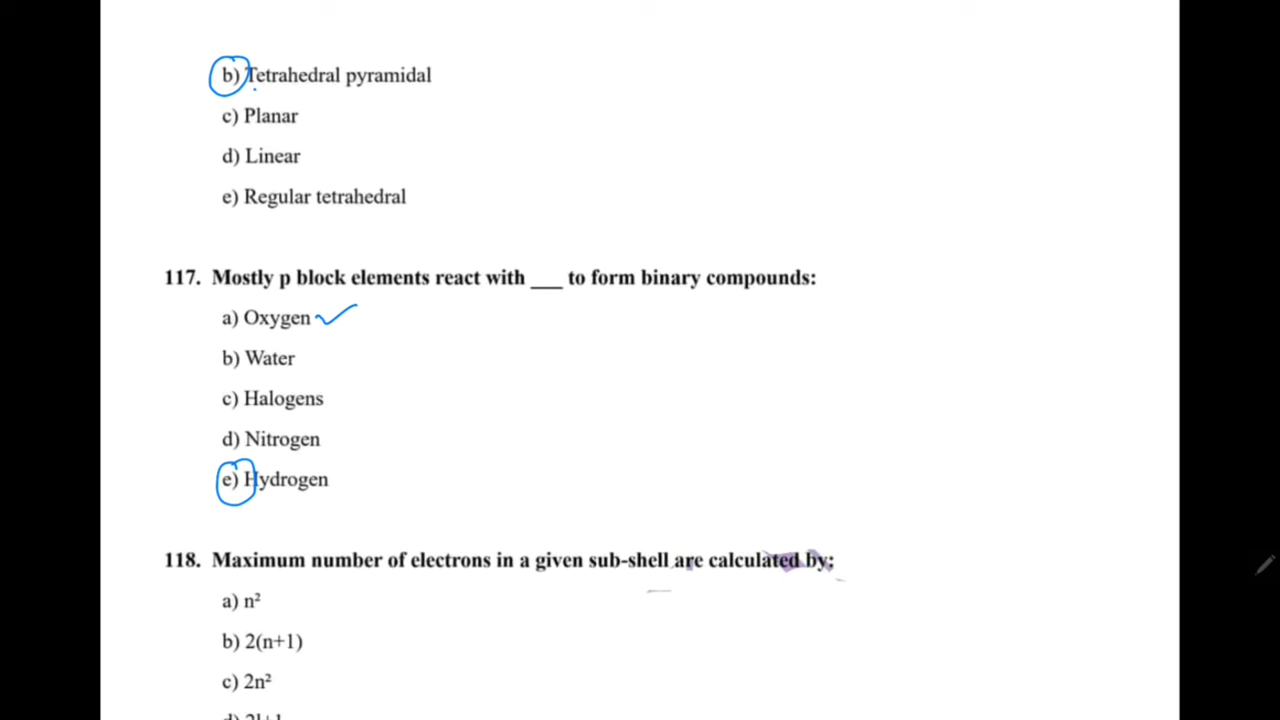 b) Tetrahedral pyramidal
c) Planar
d) Linear
e) Regular tetrahedral
117. Mostly p block elements react with ___ to form binary compounds:
a) Oxygen
b) Water
c) Halogens
d) Nitrogen
e) Hydrogen
118. Maximum number of electrons in a given sub-shell are calculated by:
a) n²
b) 2(n+1)
c) 2n²